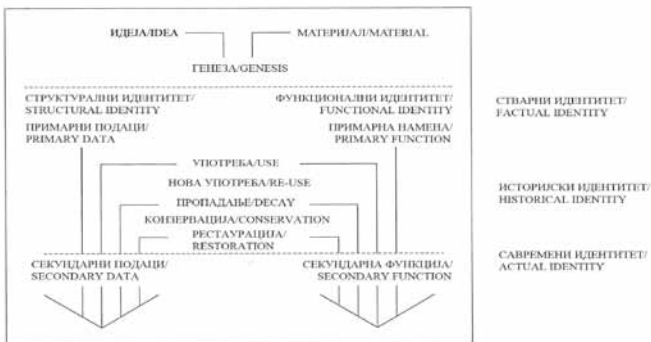 ИДЕЈА/IDEA
МАТЕРИЈАЛ/MATERIAL
ГЕНЕЗА/GENESIS
СТРУКТУРАЛНИ ИДЕНТИТЕТ/
STRUCTURAL IDENTITY
ФУНКЦИОНАЛНИ ИДЕНТИТЕТ/
FUNCTIONAL IDENTITY
СТВАРНИ ИДЕНТИТЕТ/
FACTUAL IDENTITY
ПРИМАРНИ ПОДАЦИ/
PRIMARY DATA
ПРИМАРНА НАМЕНА/
PRIMARY FUNCTION
УПОТРЕБА/USE
НОВА УПОТРЕБА/RE-USE
ПРОПАДАЊЕ/DECAY
КОНЗЕРВАЦИЈА/CONSERVATION
РЕСТАУРАЦИЈА/
RESTORATION
ИСТОРИЈСКИ ИДЕНТИТЕТ/
HISTORICAL IDENTITY
СЕКУНДАРНИ ПОДАЦИ/
SECONDARY DATA
СЕКУНДАРНА ФУНКЦИЈА/
SECONDARY FUNCTION
САВРЕМЕНИ ИДЕНТИТЕТ/
ACTUAL IDENTITY